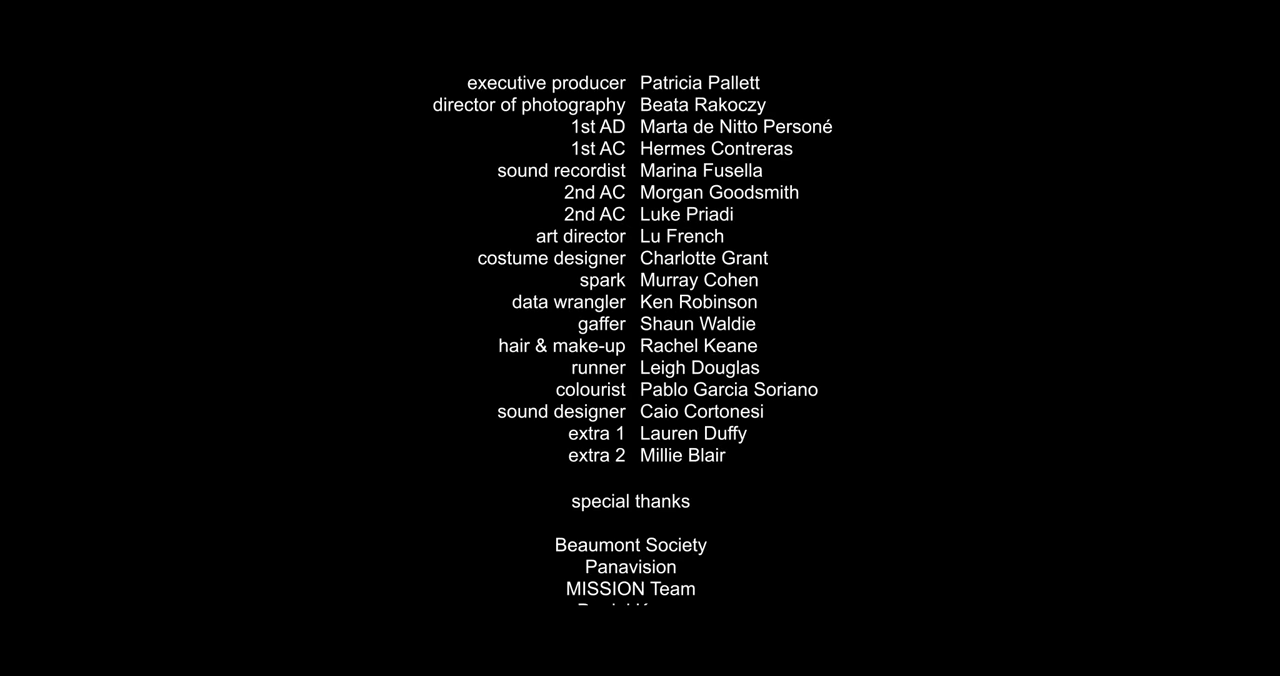 executive producer Patricia Pallett
director of photography Beata Rakoczy
1st AD Marta de Nitto Personé
1st AC Hermes Contreras
sound recordist Marina Fusella
2nd AC Morgan Goodsmith
2nd AC Luke Priadi
art director Lu French
costume designer Charlotte Grant
spark Murray Cohen
data wrangler Ken Robinson
gaffer Shaun Waldie
hair & make-up Rachel Keane
runner Leigh Douglas
colourist Pablo Garcia Soriano
sound designer Caio Cortonesi
extra 1 Lauren Duffy
extra 2 Millie Blair
special thanks
Beaumont Society
Panavision
MISSION Team